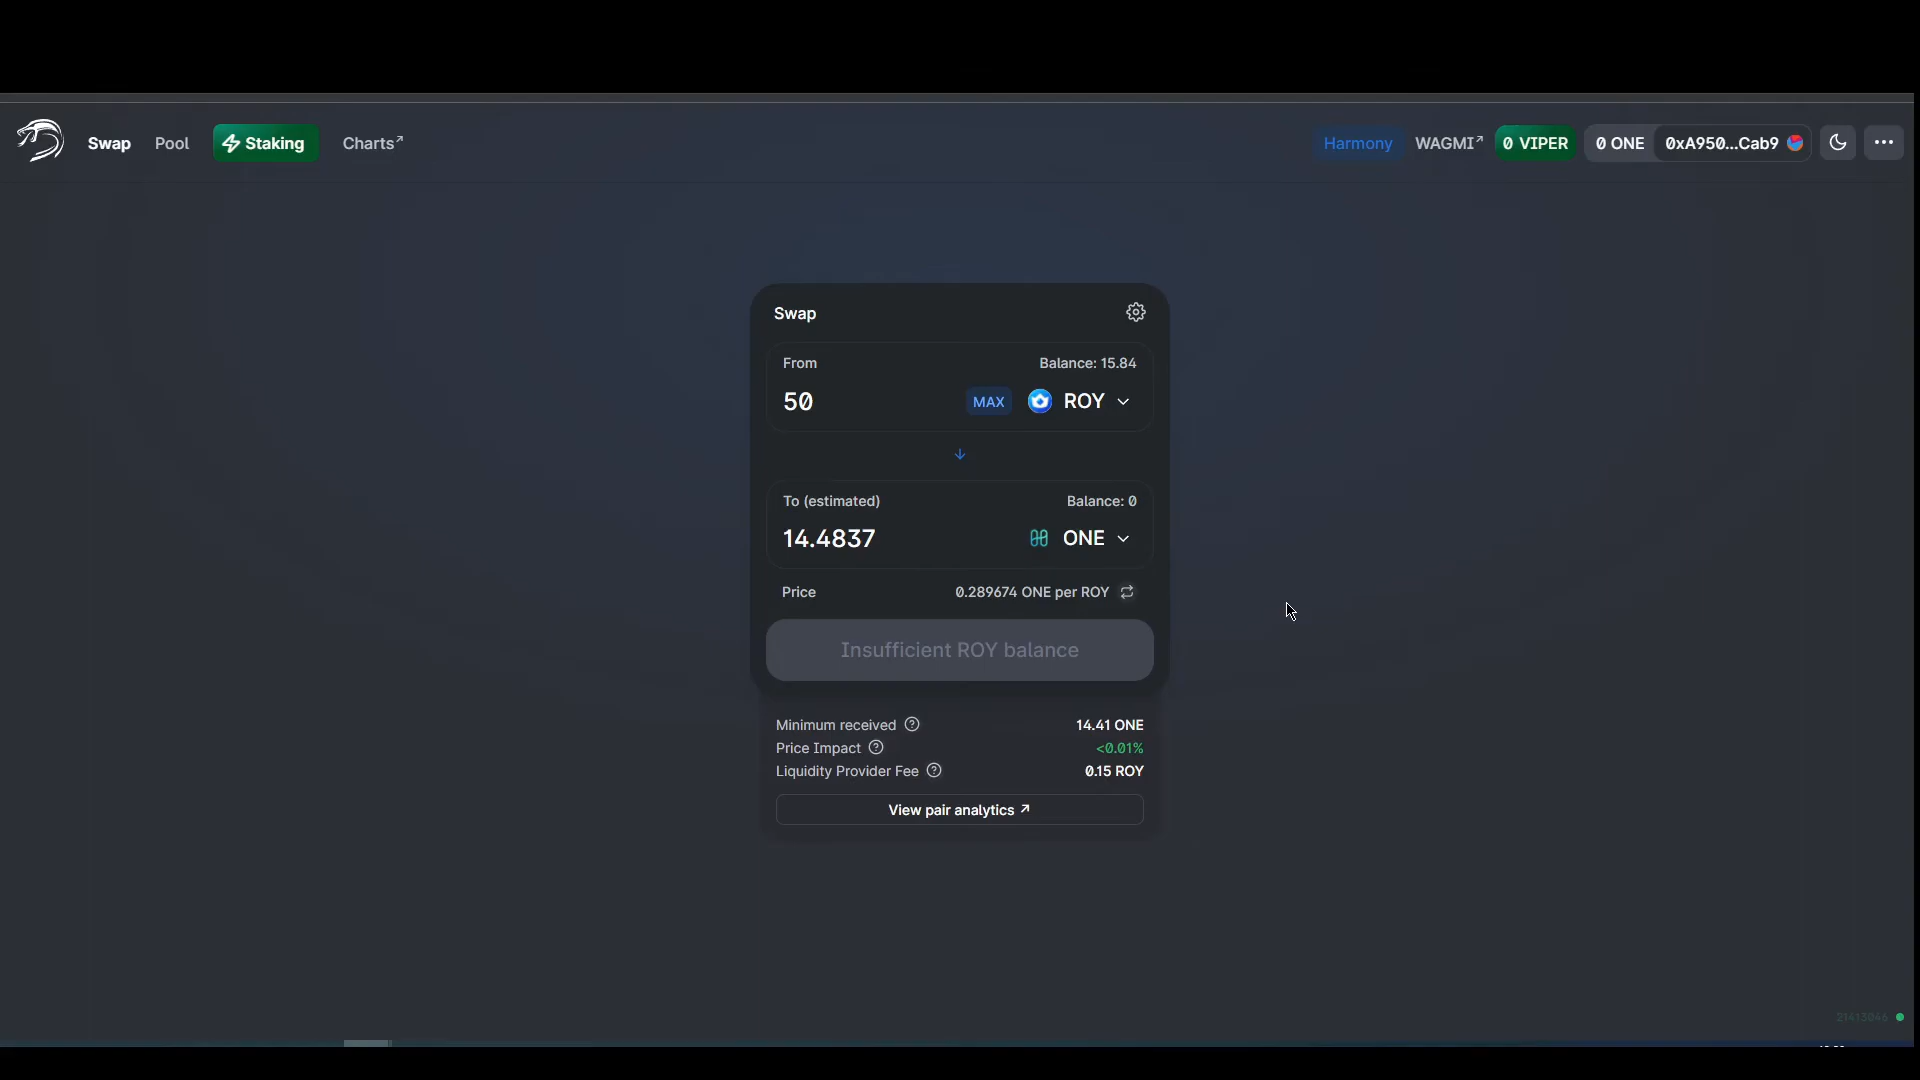 Swap Pool Staking Charts↗ Harmony WAGMI↗ 0 VIPER 0 ONE 0xA950...Cab9
Swap
From Balance: 15.84
50 MAX ROY
To (estimated) Balance: 0
14.4837 ONE
Price 0.289674 ONE per ROY
Insufficient ROY balance
Minimum received ? 14.41 ONE
Price Impact ? <0.01%
Liquidity Provider Fee ? 0.15 ROY
View pair analytics ↗
21413046